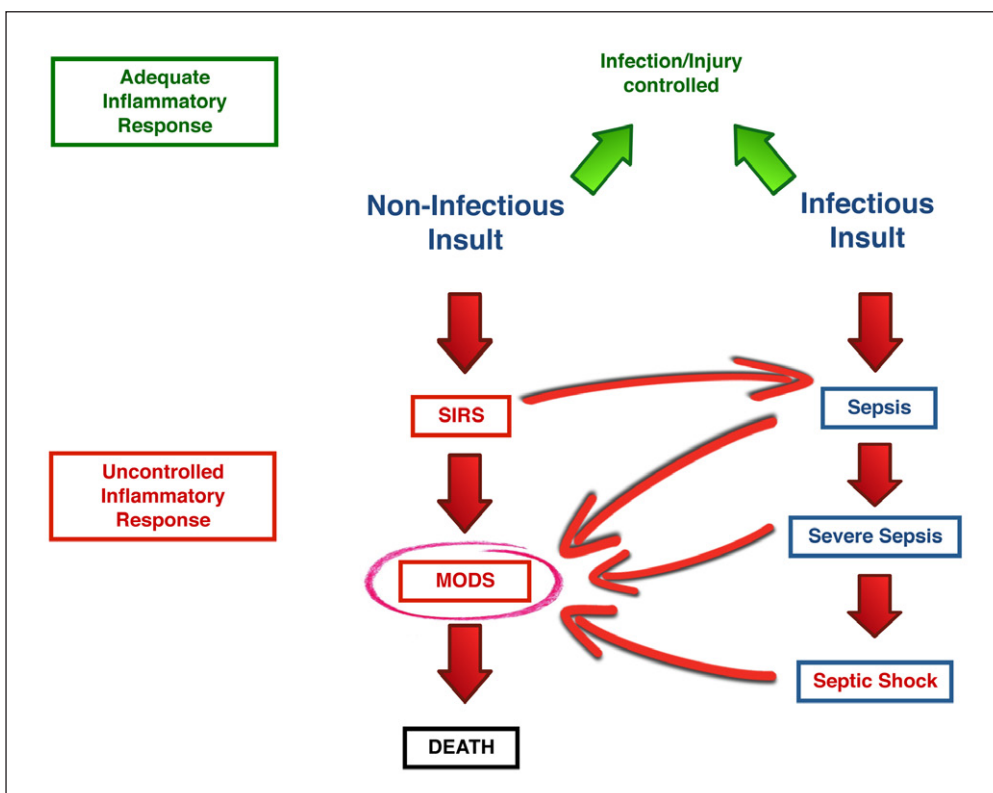 Adequate
Inflammatory
Response
Infection/Injury
controlled
Non-Infectious
Insult
Infectious
Insult
SIRS
Sepsis
Uncontrolled
Inflammatory
Response
Severe Sepsis
MODS
Septic Shock
DEATH